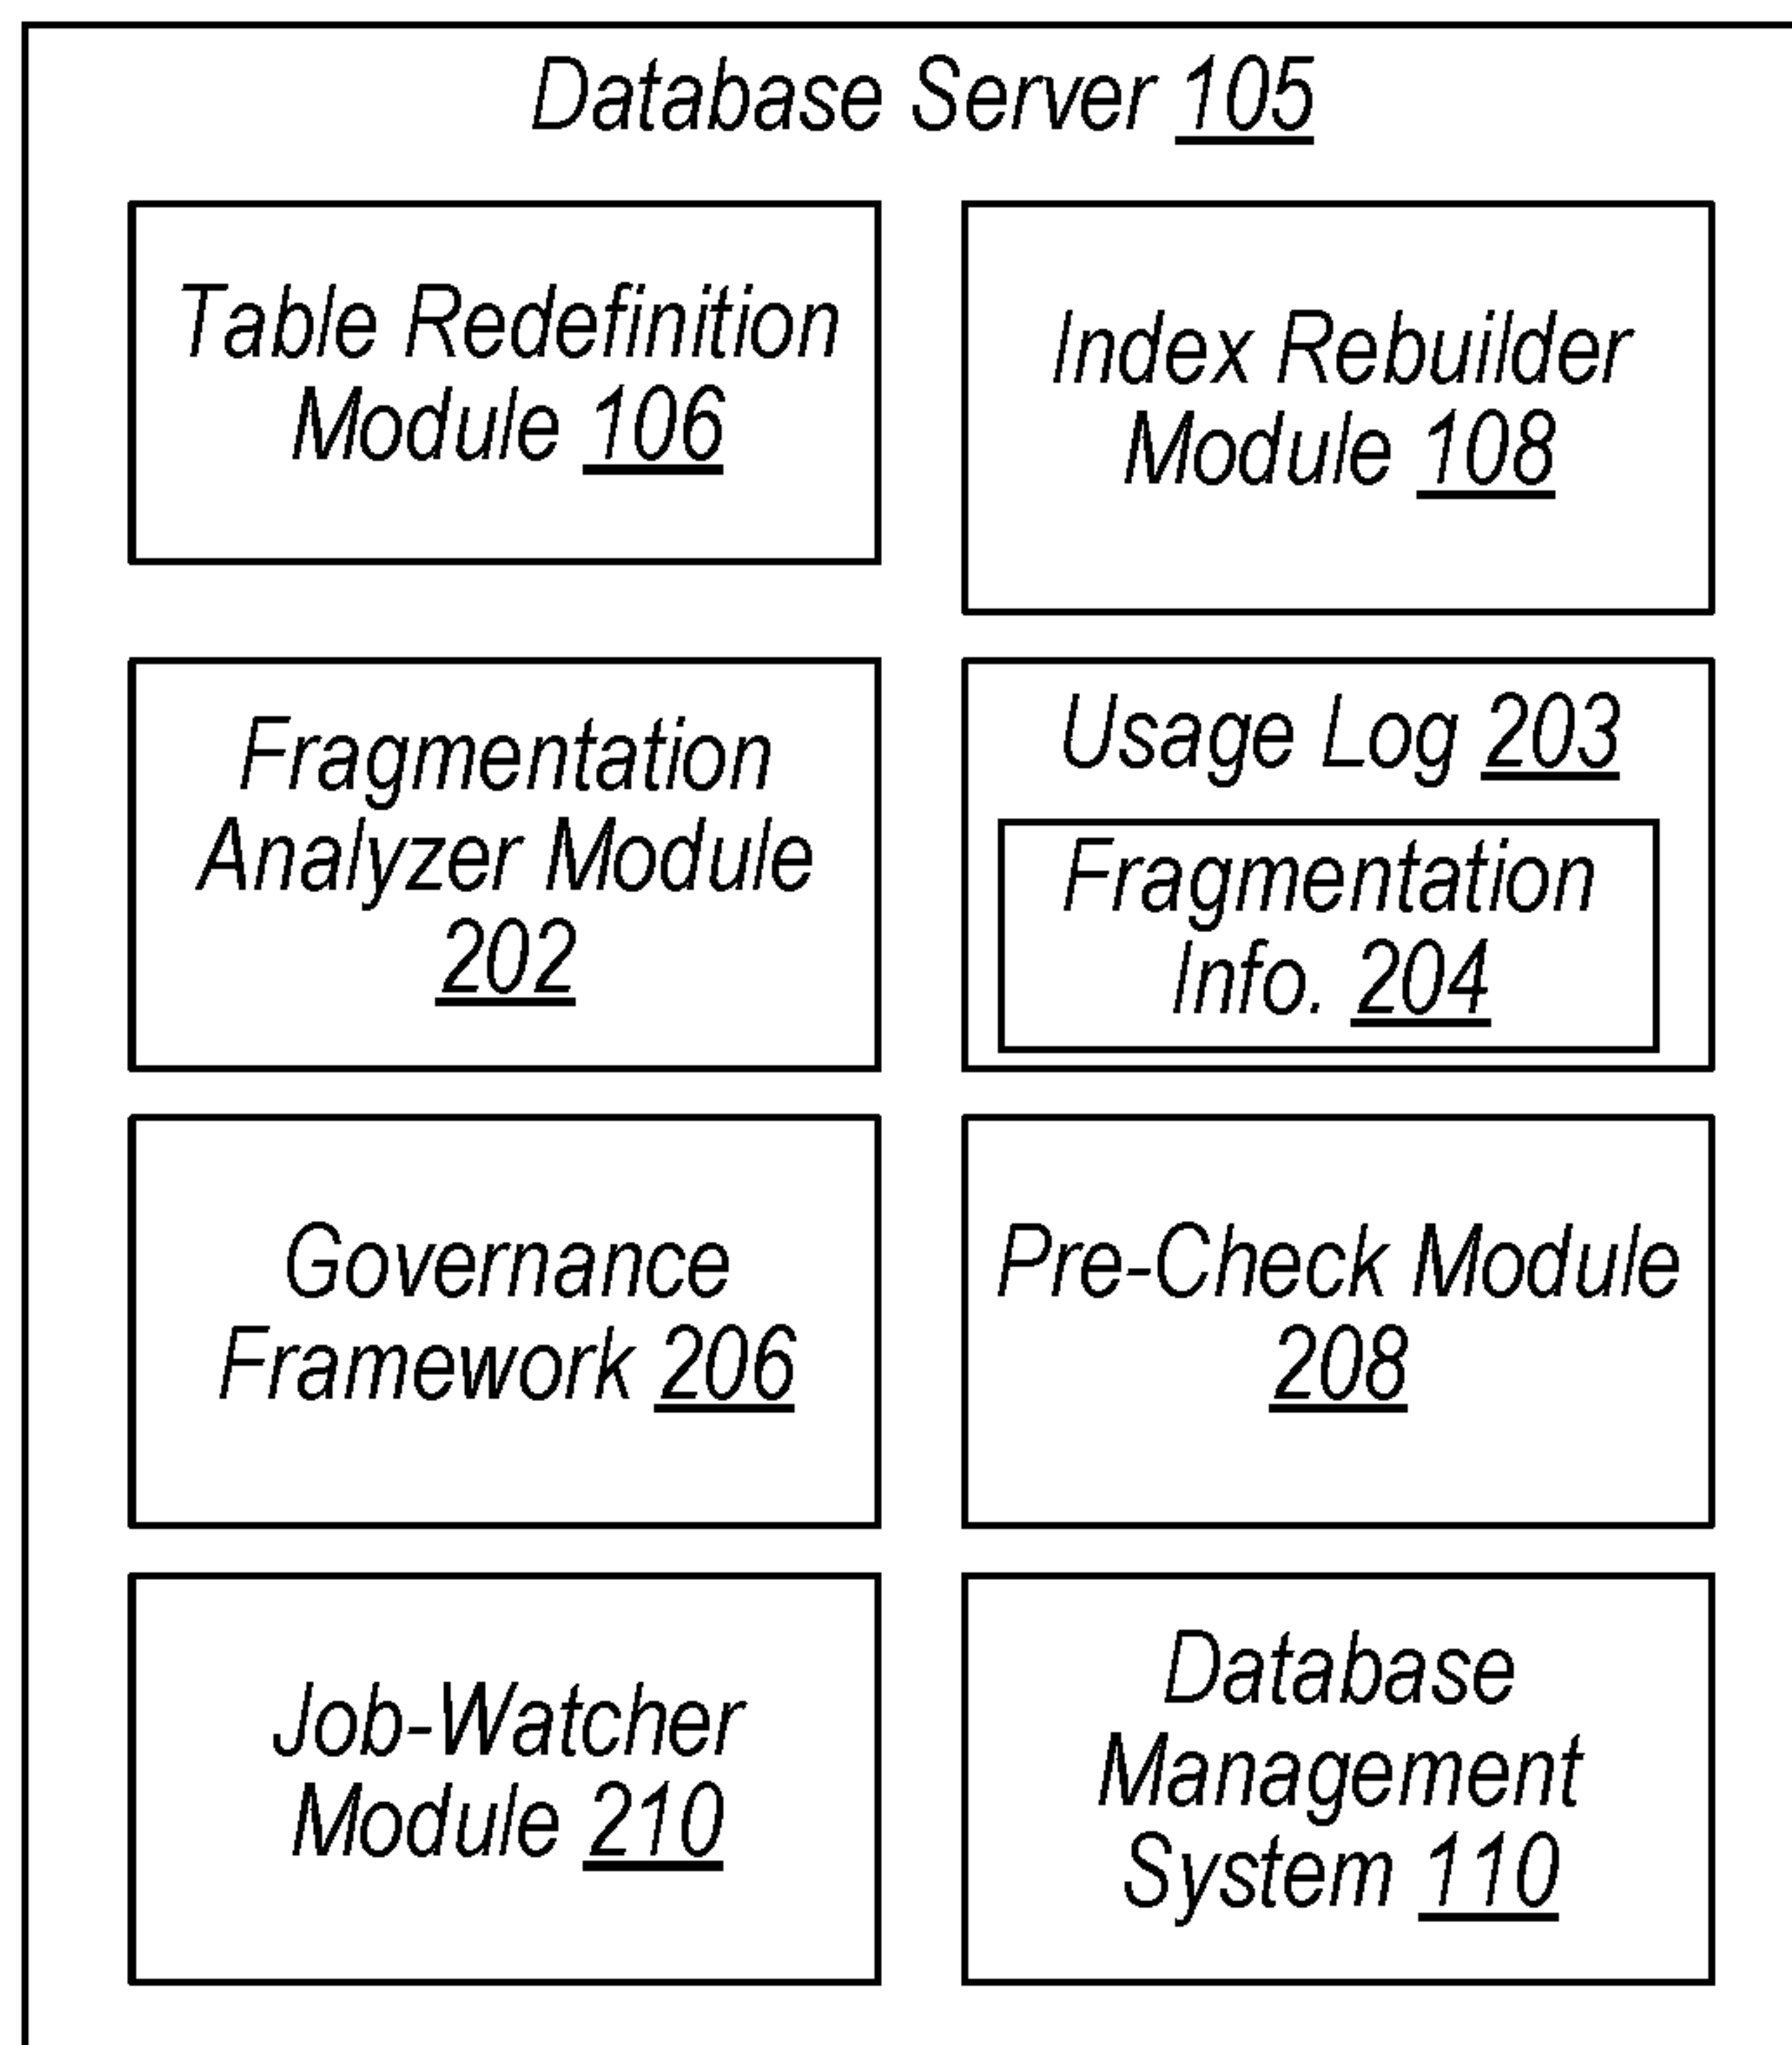 Database Server 105
Table Redefinition
Module 106
Index Rebuilder
Module 108
Fragmentation
Analyzer Module
202
Usage Log 203
Fragmentation
Info. 204
Governance
Framework 206
Pre-Check Module
208
Job-Watcher
Module 210
Database
Management
System 110